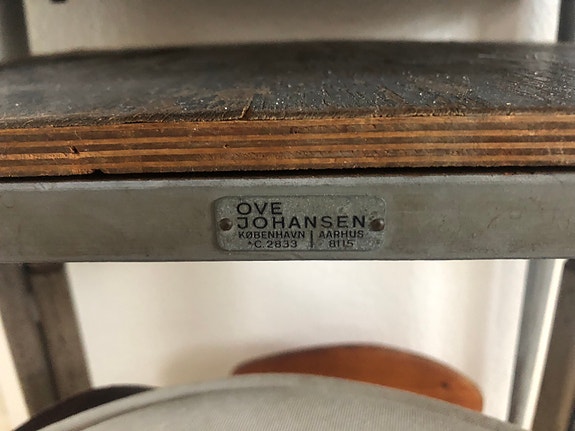 OVE
JOHANSEN
KØBENHAVN | AARHUS
*C. 2833 | 8115